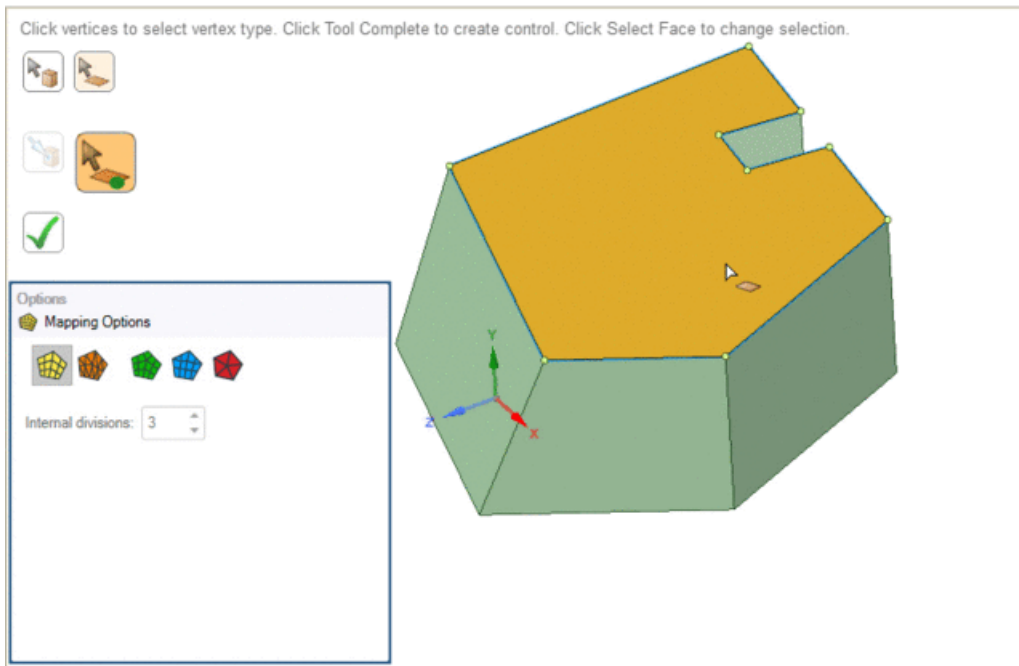 Click vertices to select vertex type. Click Tool Complete to create control. Click Select Face to change selection.
Options
Mapping Options
Internal divisions: 3
Y
Z
X